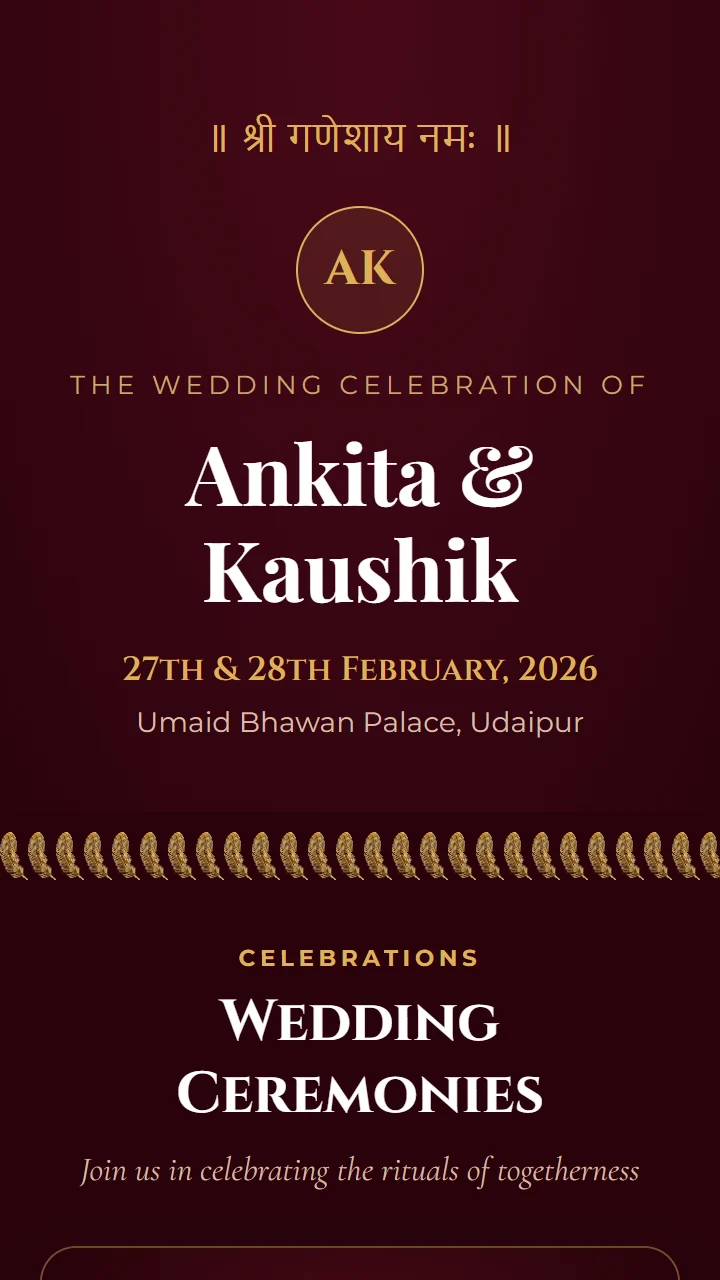 ॥ श्री गणेशाय नमः ॥
AK
THE WEDDING CELEBRATION OF
Ankita &
Kaushik
27th & 28th February, 2026
Umaid Bhawan Palace, Udaipur
CELEBRATIONS
Wedding
Ceremonies
Join us in celebrating the rituals of togetherness